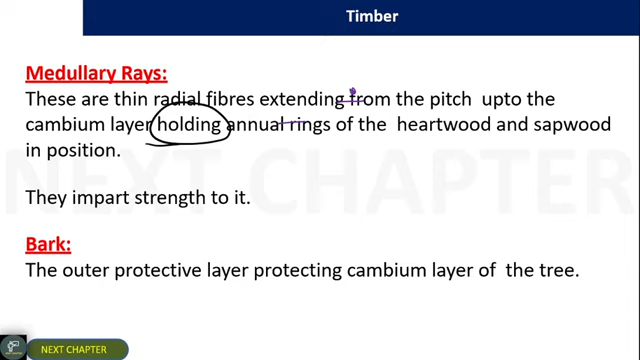 Timber
Medullary Rays:
These are thin radial fibres extending from the pitch upto the
cambium layer holding annual rings of the heartwood and sapwood
in position.
They impart strength to it.
Bark:
The outer protective layer protecting cambium layer of the tree.
NEXT CHAPTER
NEXT CHAPTER